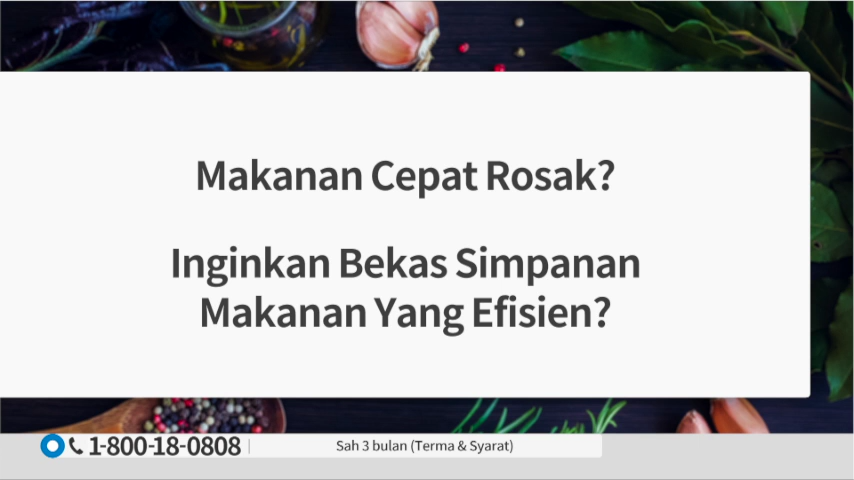 Makanan Cepat Rosak?
Inginkan Bekas Simpanan
Makanan Yang Efisien?
1-800-18-0808
Sah 3 bulan (Terma & Syarat)